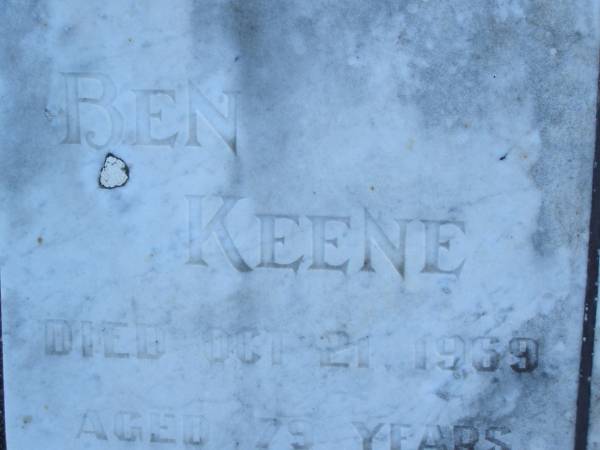 BEN
KEENE
DIED OCT 21 1969
AGED 79 YEARS